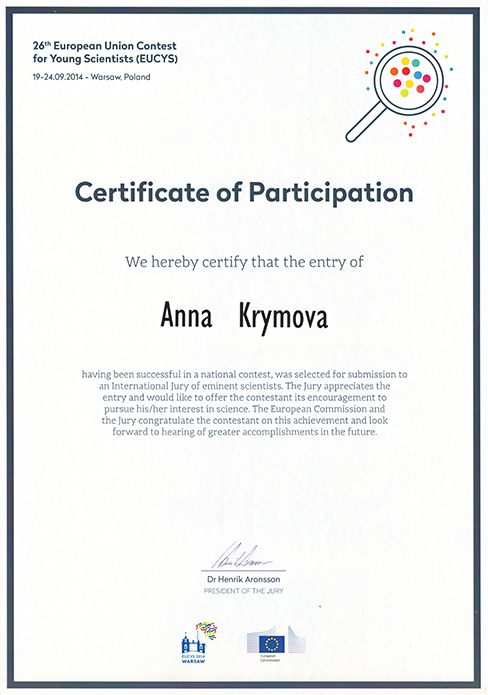 26th European Union Contest
for Young Scientists (EUCYS)
19-24.09.2014 – Warsaw, Poland
Certificate of Participation
We hereby certify that the entry of
Anna Krymova
having been successful in a national contest, was selected for submission to
an International Jury of eminent scientists. The Jury appreciates the
entry and would like to offer the contestant its encouragement to
pursue his/her interest in science. The European Commission and
the Jury congratulate the contestant on this achievement and look
forward to hearing of greater accomplishments in the future.
Dr Henrik Aronsson
PRESIDENT OF THE JURY
EUCYS 2014
WARSAW
European
Commission